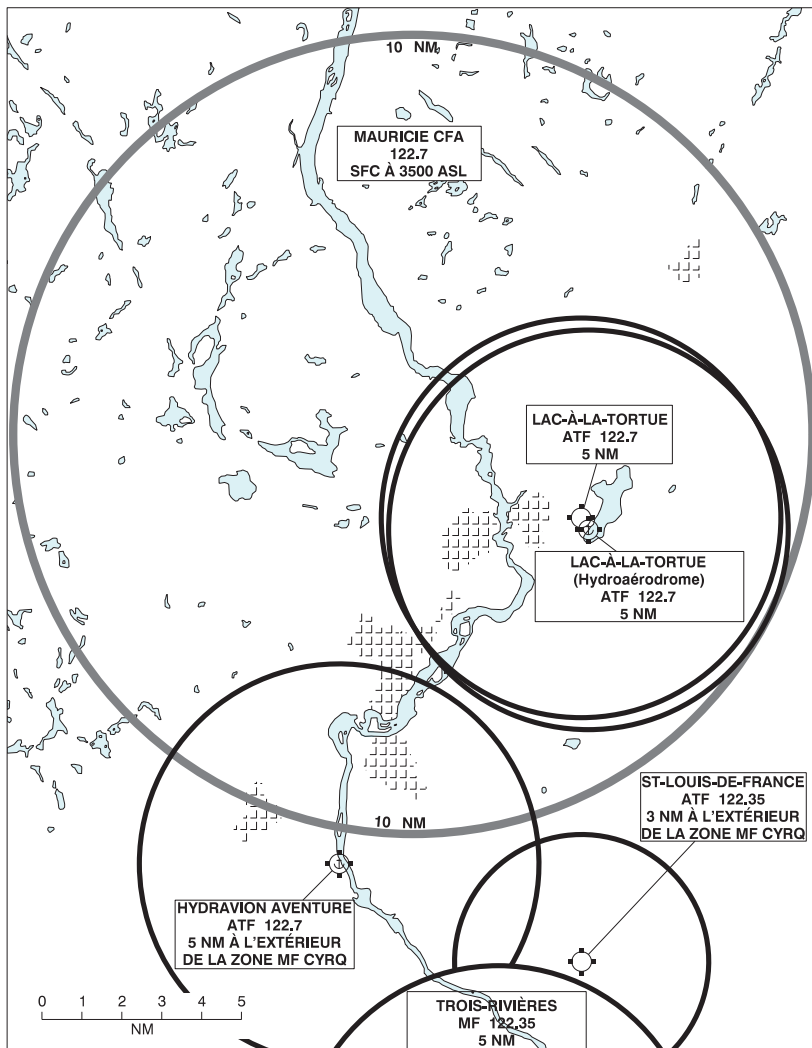 10 NM
MAURICIE CFA
122.7
SFC À 3500 ASL
LAC-À-LA-TORTUE
ATF 122.7
5 NM
LAC-À-LA-TORTUE
(Hydroaérodrome)
ATF 122.7
5 NM
ST-LOUIS-DE-FRANCE
ATF 122.35
3 NM À L'EXTÉRIEUR
DE LA ZONE MF CYRQ
10 NM
HYDRAVION AVENTURE
ATF 122.7
5 NM À L'EXTÉRIEUR
DE LA ZONE MF CYRQ
TROIS-RIVIÈRES
MF 122.35
5 NM
0 1 2 3 4 5
NM